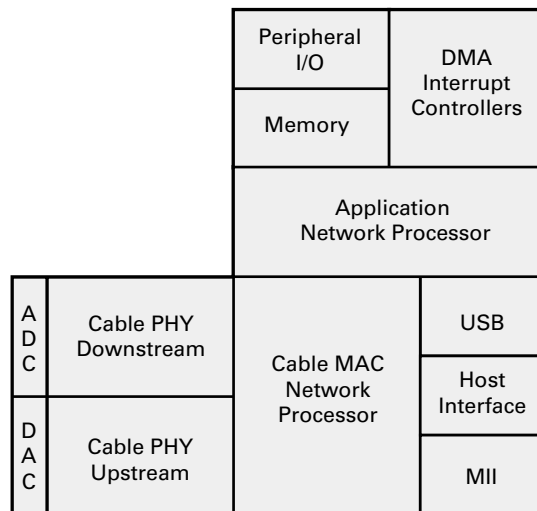 Peripheral
I/O
DMA
Interrupt
Controllers
Memory
Application
Network Processor
A
D
C
Cable PHY
Downstream
Cable MAC
Network
Processor
USB
Host
Interface
D
A
C
Cable PHY
Upstream
MII